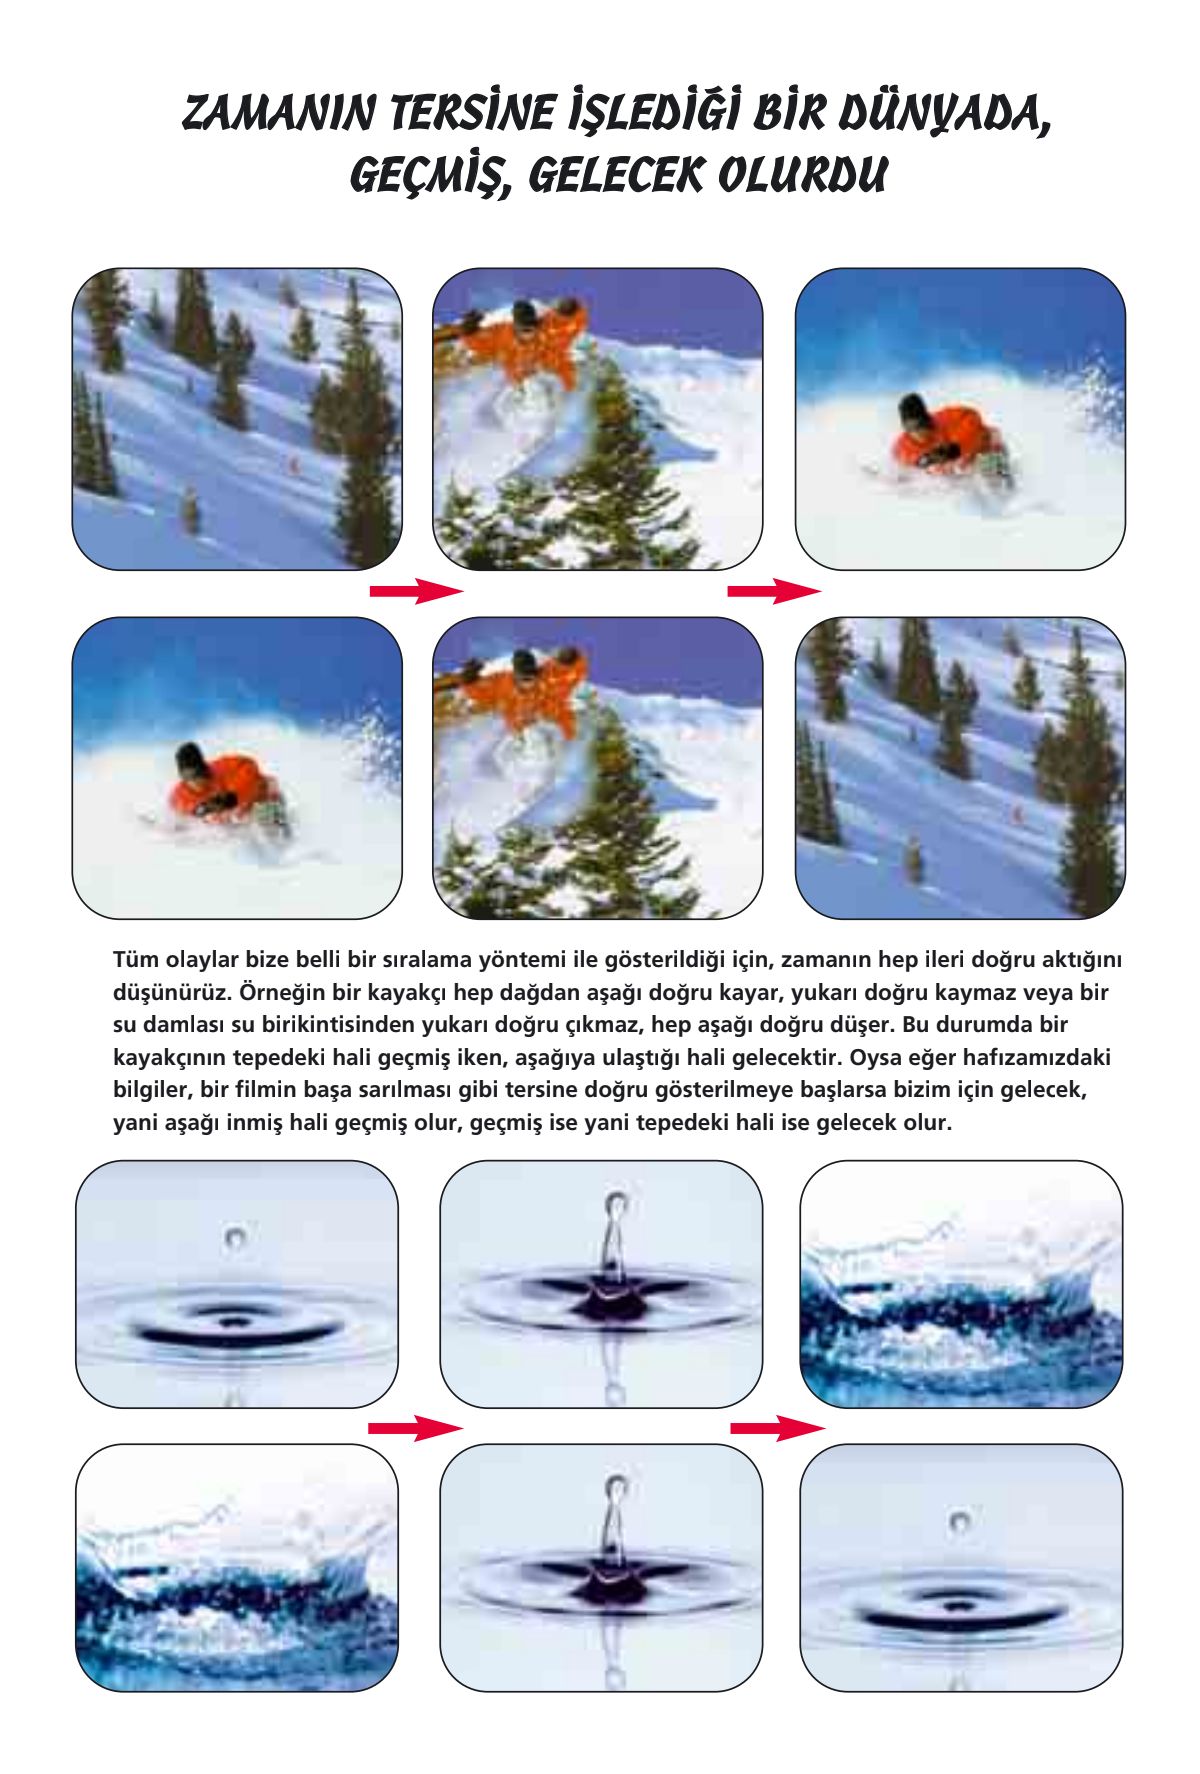 ZAMANIN TERSİNE İŞLEDİĞİ BİR DÜNYADA,
GEÇMİŞ, GELECEK OLURDU
Tüm olaylar bize belli bir sıralama yöntemi ile gösterildiği için, zamanın hep ileri doğru aktığını
düşünürüz. Örneğin bir kayakçı hep dağdan aşağı doğru kayar, yukarı doğru kaymaz veya bir
su damlası su birikintisinden yukarı doğru çıkmaz, hep aşağı doğru düşer. Bu durumda bir
kayakçının tepedeki hali geçmiş iken, aşağıya ulaştığı hali gelecektir. Oysa eğer hafızamızdaki
bilgiler, bir filmin başa sarılması gibi tersine doğru gösterilmeye başlarsa bizim için gelecek,
yani aşağı inmiş hali geçmiş olur, geçmiş ise yani tepedeki hali ise gelecek olur.